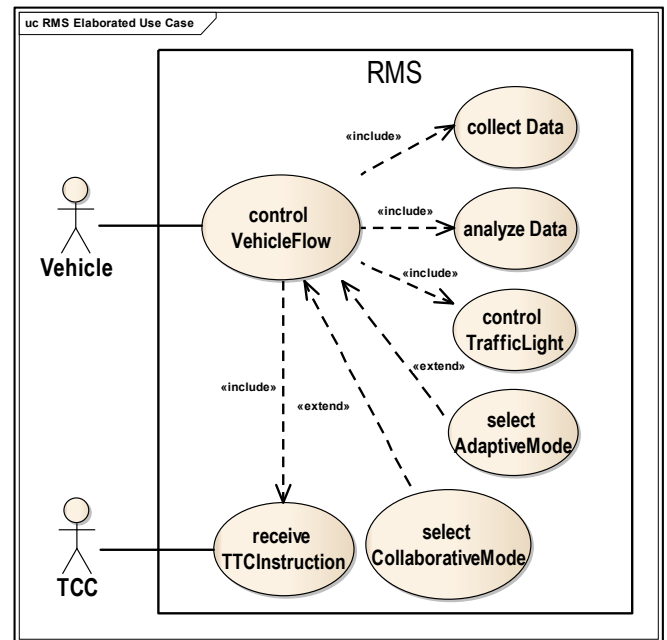 uc RMS Elaborated Use Case
RMS
collect Data
«include»
control
VehicleFlow
«include»
analyze Data
Vehicle
«include»
control
TrafficLight
«extend»
«include»
«extend»
select
AdaptiveMode
receive
TTCInstruction
select
CollaborativeMode
TCC